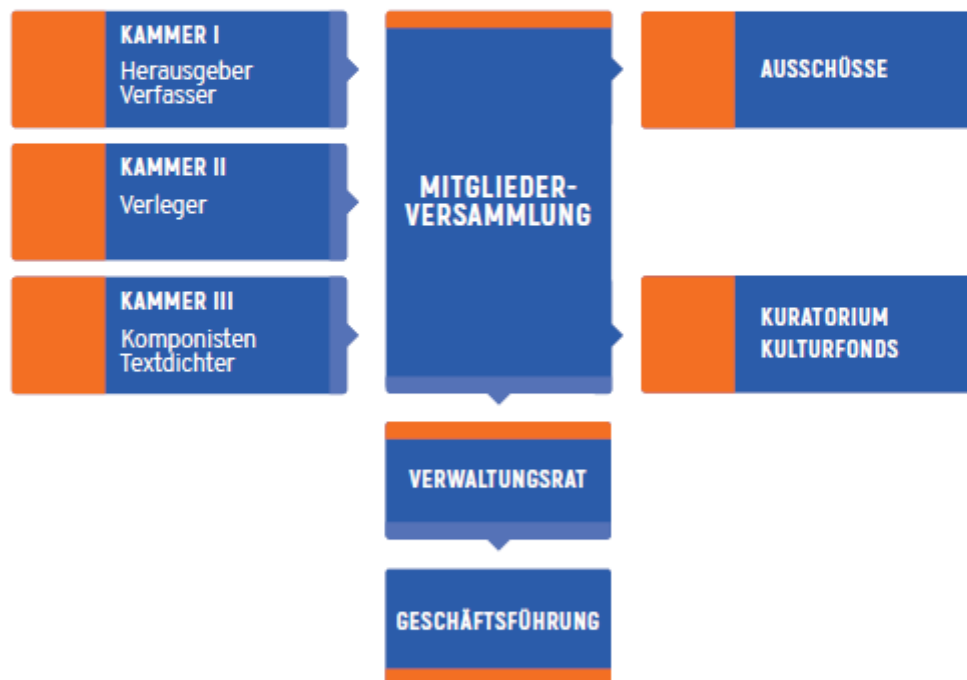 KAMMER I
Herausgeber
Verfasser
KAMMER II
Verleger
KAMMER III
Komponisten
Textdichter
MITGLIEDER-
VERSAMMLUNG
AUSSCHÜSSE
KURATORIUM
KULTURFONDS
VERWALTUNGSRAT
GESCHÄFTSFÜHRUNG